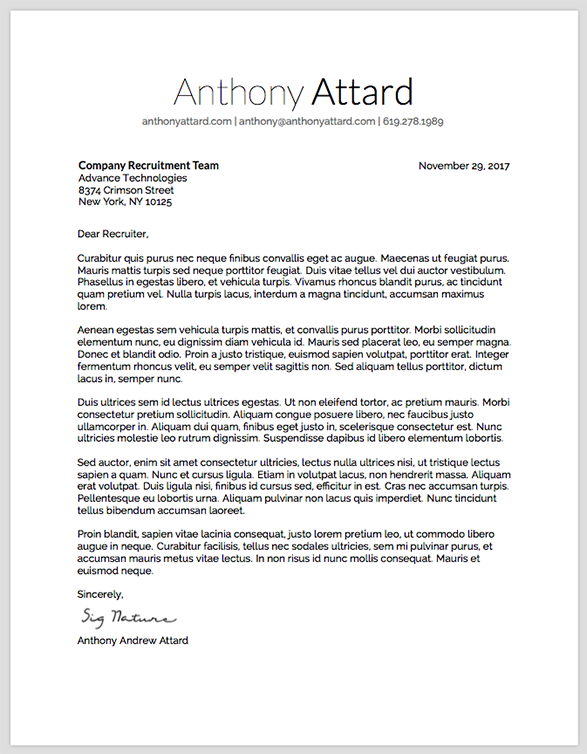 Anthony Attard
anthonyattard.com | anthony@anthonyattard.com | 619.278.1989
Company Recruitment Team November 29, 2017
Advance Technologies
8374 Crimson Street
New York, NY 10125
Dear Recruiter,
Curabitur quis purus nec neque finibus convallis eget ac augue. Maecenas ut feugiat purus.
Mauris mattis turpis sed neque porttitor feugiat. Duis vitae tellus vel dui auctor vestibulum.
Phasellus in egestas libero, et vehicula turpis. Vivamus rhoncus blandit purus, ac tincidunt
quam pretium vel. Nulla turpis lacus, interdum a magna tincidunt, accumsan maximus
lorem.
Aenean egestas sem vehicula turpis mattis, et convallis purus porttitor. Morbi sollicitudin
elementum nunc, eu dignissim diam vehicula id. Mauris sed placerat leo, eu semper magna.
Donec et blandit odio. Proin a justo tristique, euismod sapien volutpat, porttitor erat. Integer
fermentum rhoncus velit, eu semper velit sagittis non. Sed aliquam tellus porttitor, dictum
lacus in, semper nunc.
Duis ultrices sem id lectus ultrices egestas. Ut non eleifend tortor, ac pretium mauris. Morbi
consectetur pretium sollicitudin. Aliquam congue posuere libero, nec faucibus justo
ullamcorper in. Aliquam dui quam, finibus eget justo in, scelerisque consectetur est. Nunc
ultricies molestie leo rutrum dignissim. Suspendisse dapibus id libero elementum lobortis.
Sed auctor, enim sit amet consectetur ultricies, lectus nulla ultrices nisi, ut tristique lectus
sapien a quam. Nunc et cursus ligula. Etiam in volutpat lacus, non hendrerit massa. Aliquam
erat volutpat. Duis ligula nisi, finibus id cursus sed, efficitur in est. Cras nec accumsan turpis.
Pellentesque eu lobortis urna. Aliquam pulvinar non lacus quis imperdiet. Nunc tincidunt
tellus bibendum accumsan laoreet.
Proin blandit, sapien vitae lacinia consequat, justo lorem pretium leo, ut commodo libero
augue in neque. Curabitur facilisis, tellus nec sodales ultricies, sem mi pulvinar purus, et
accumsan mauris metus vitae lectus. In non risus id nunc mollis consequat. Mauris et
euismod neque.
Sincerely,
Sig Nature
Anthony Andrew Attard